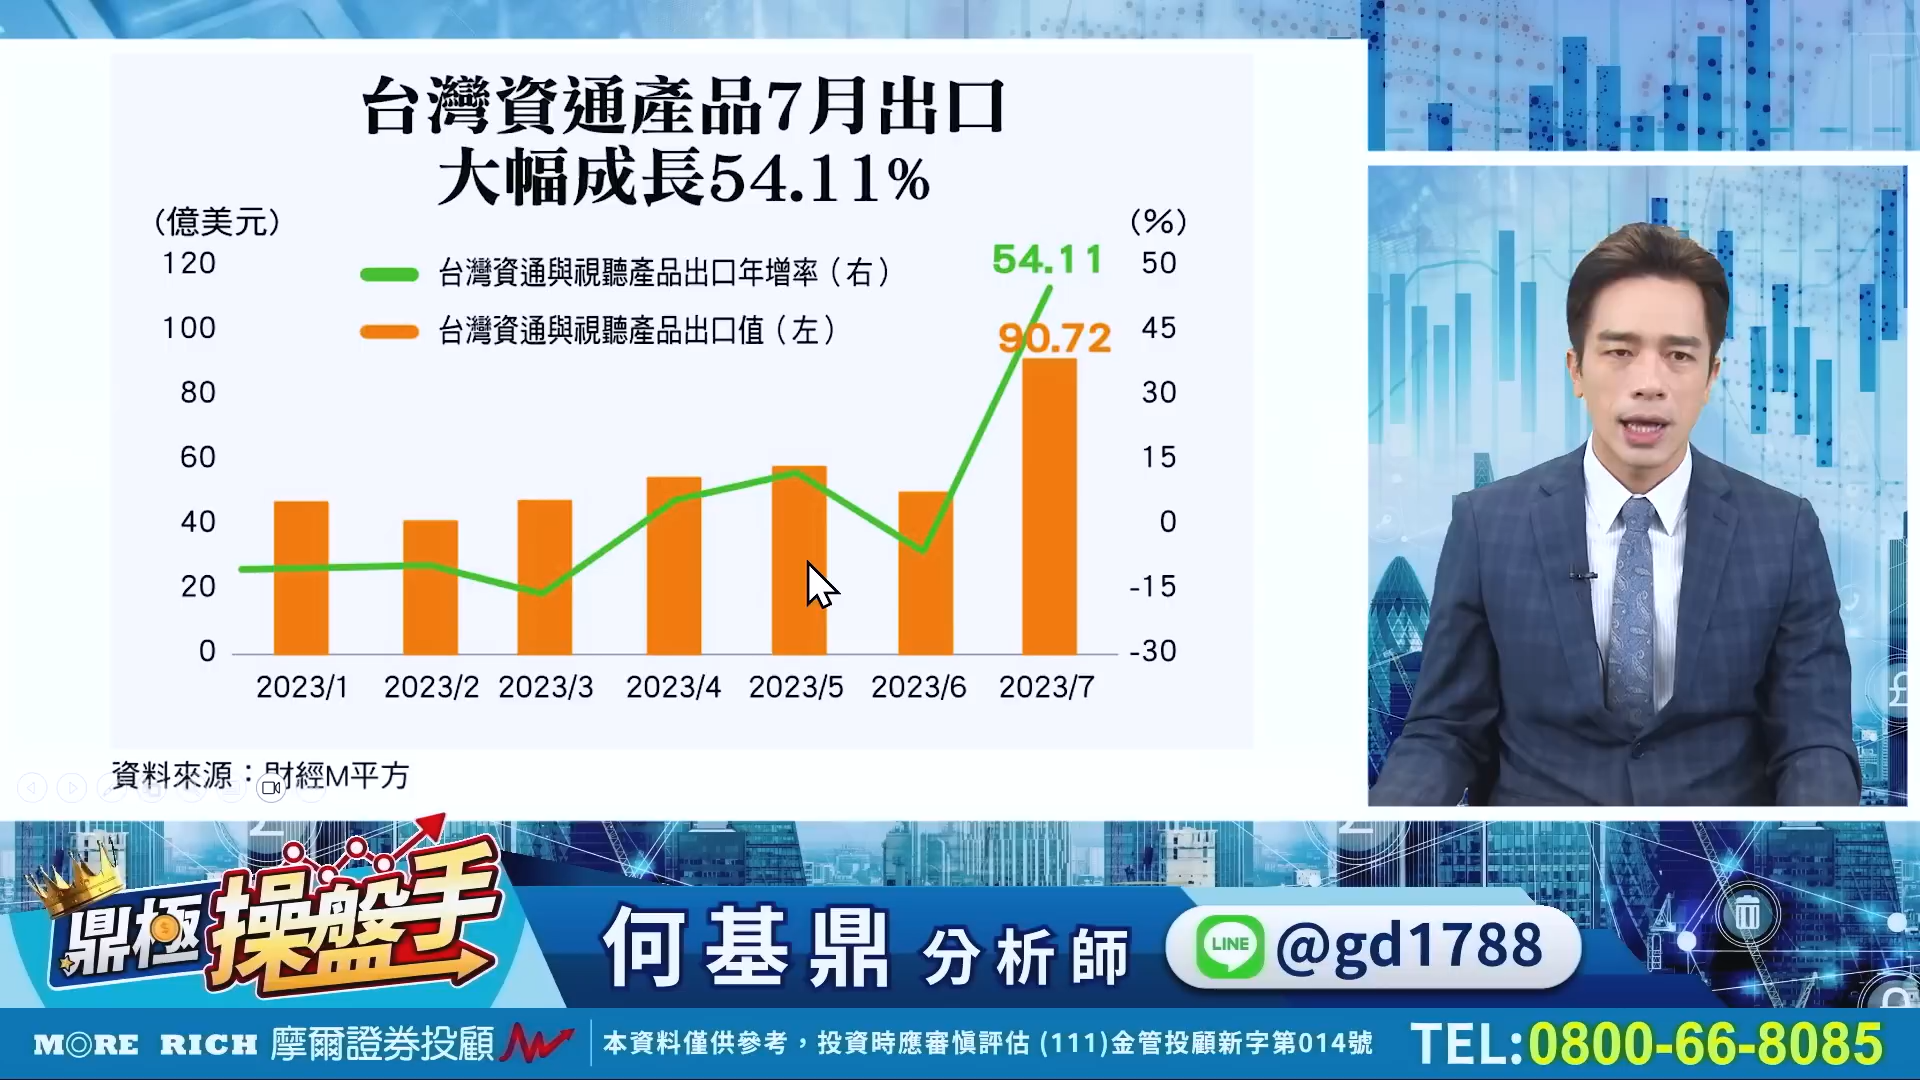 台灣資通產品7月出口
大幅成長54.11%
(億美元)
(%)
120
100
80
60
40
20
0
台灣資通與視聽產品出口年增率（右）
台灣資通與視聽產品出口值（左）
54.11
90.72
50
45
30
15
0
-15
-30
2023/1 2023/2 2023/3 2023/4 2023/5 2023/6 2023/7
資料來源：財經M平方
鼎極操盤手
何基鼎 分析師
LINE @gd1788
MORE RICH 摩爾證券投顧
本資料僅供參考，投資時應審慎評估 (111)金管投顧新字第014號
TEL:0800-66-8085